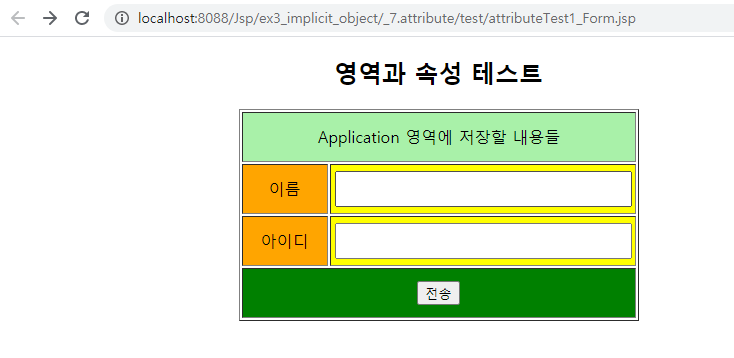 localhost:8088/Jsp/ex3_implicit_object/_7.attribute/test/attributeTest1_Form.jsp
영역과 속성 테스트
Application 영역에 저장할 내용들
이름
아이디
전송